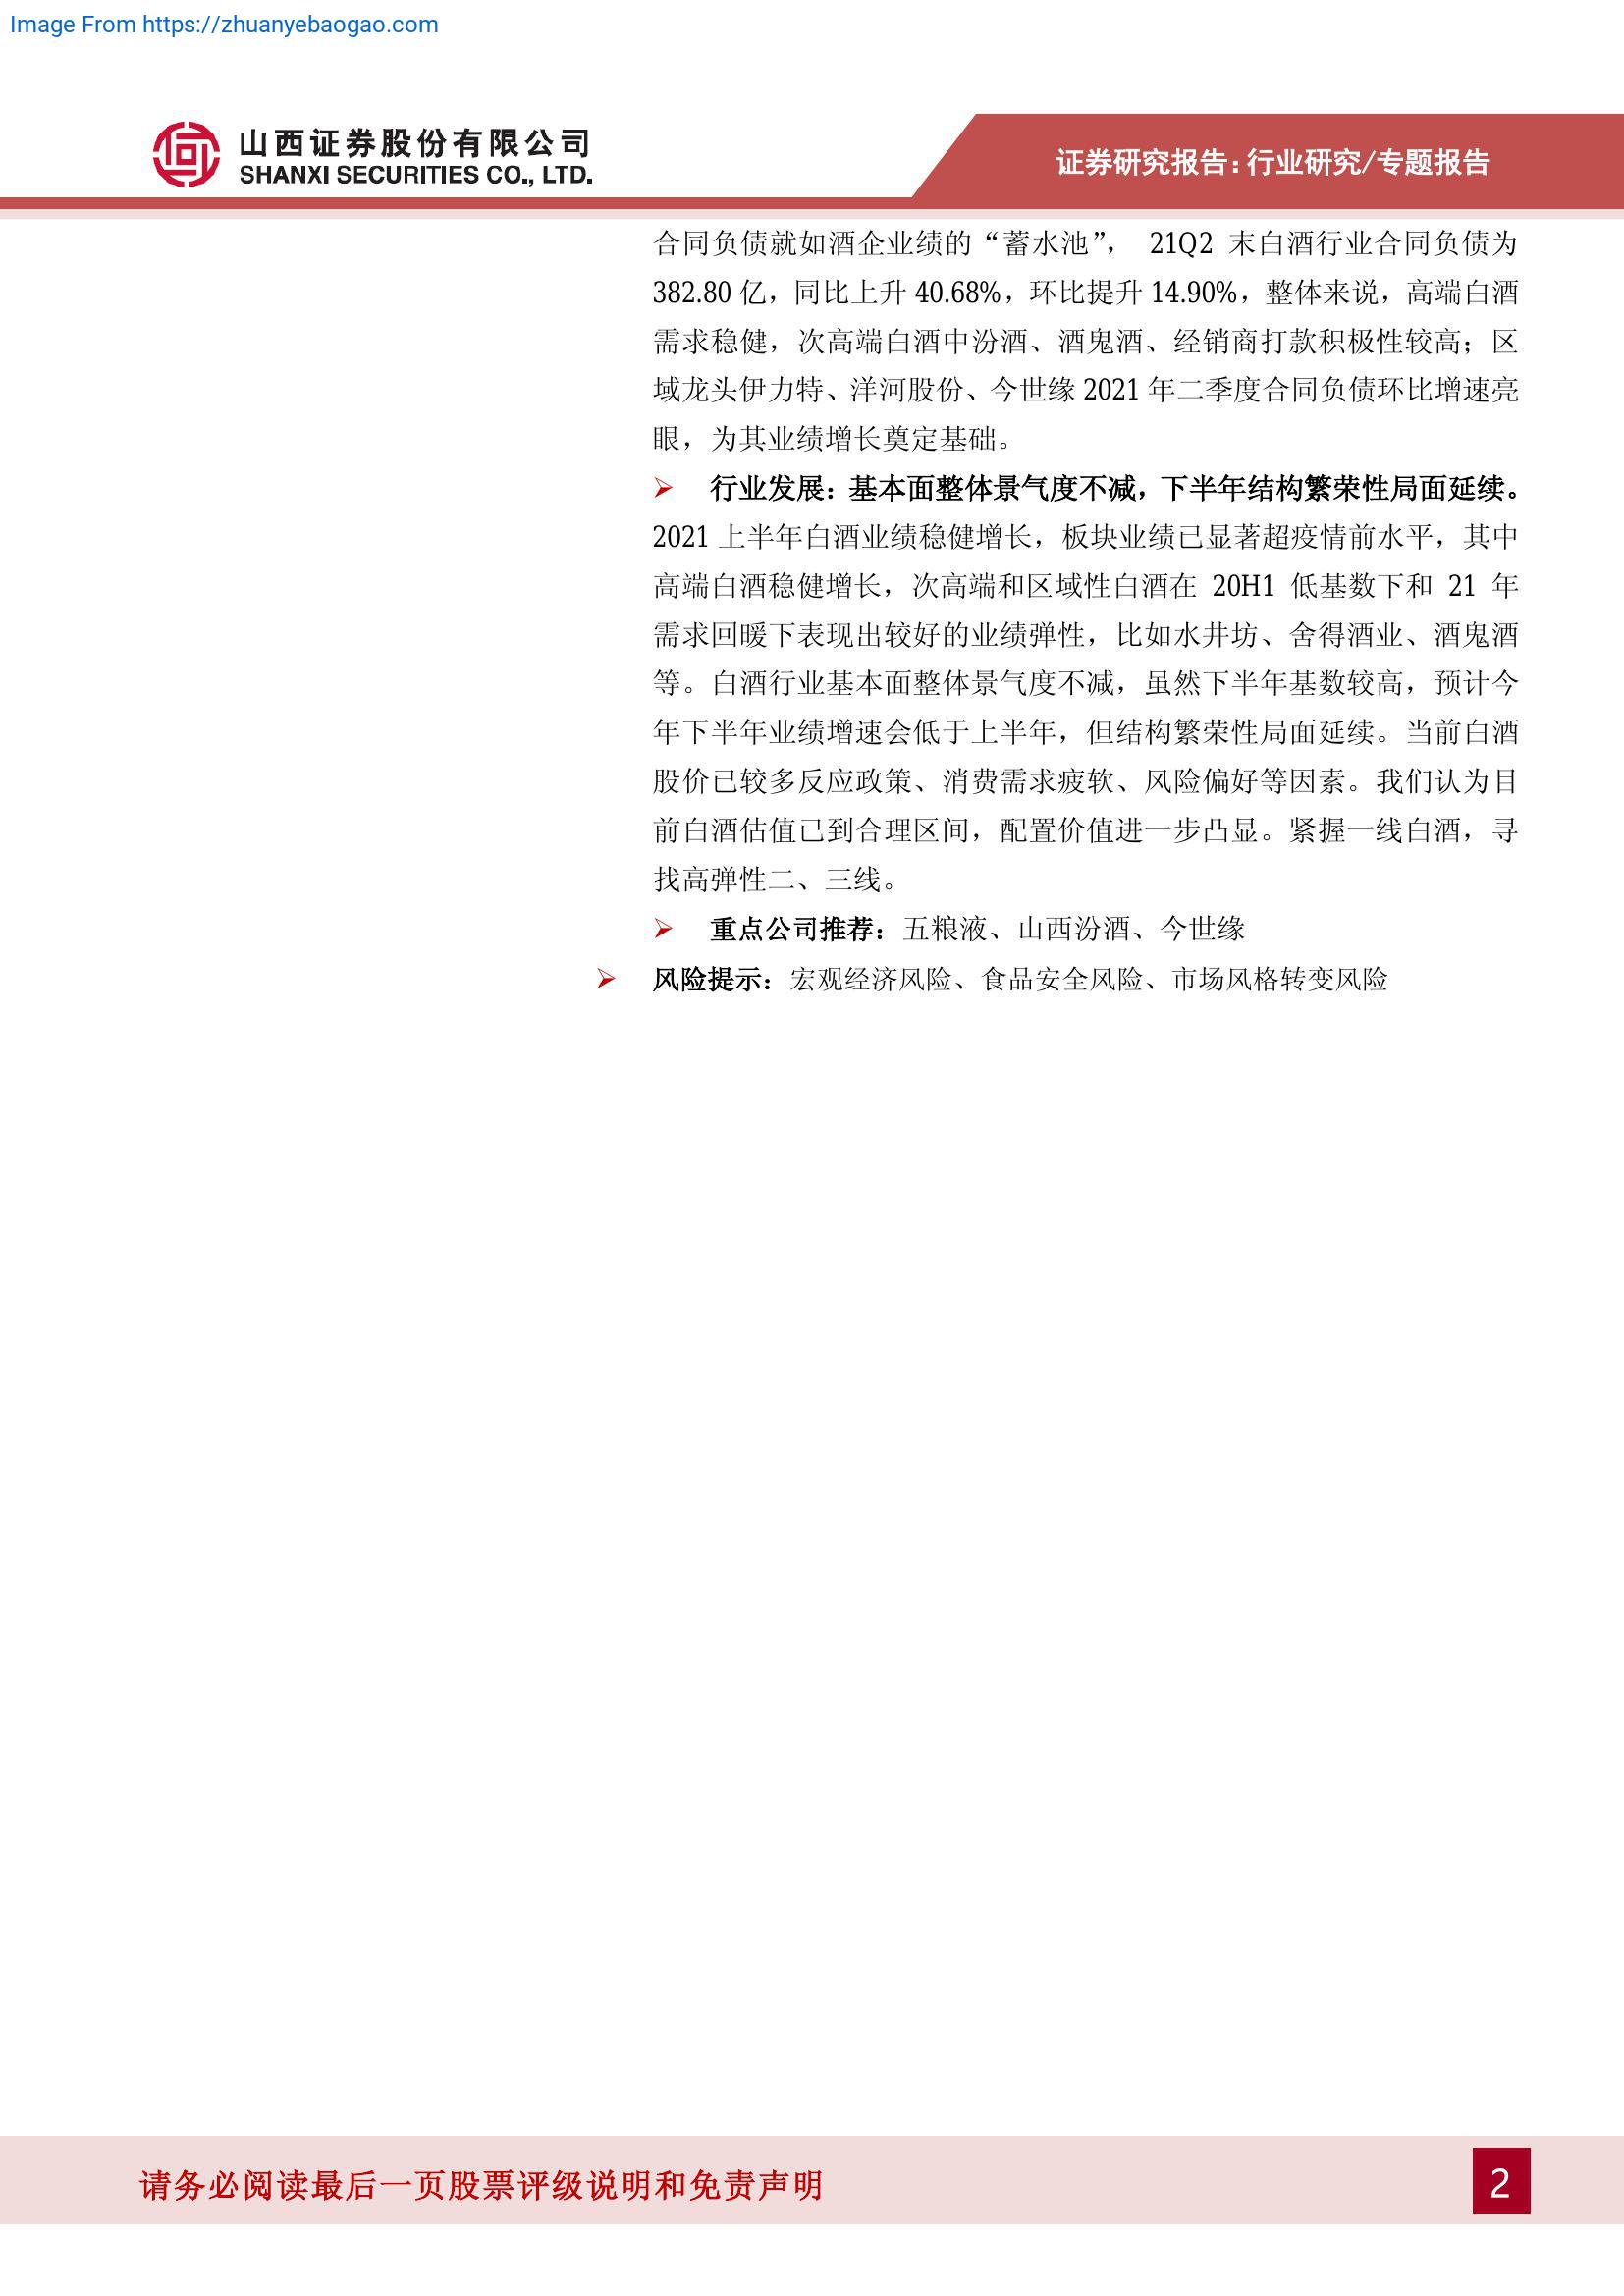 Image From https://zhuanyebaogao.com
山西证券股份有限公司
SHANXI SECURITIES CO., LTD.
证券研究报告：行业研究/专题报告
合同负债就如酒企业绩的“蓄水池”， 21Q2 末白酒行业合同负债为
382.80 亿，同比上升 40.68%，环比提升 14.90%，整体来说，高端白酒
需求稳健，次高端白酒中汾酒、酒鬼酒、经销商打款积极性较高；区
域龙头伊力特、洋河股份、今世缘 2021 年二季度合同负债环比增速亮
眼，为其业绩增长奠定基础。
➢ 行业发展：基本面整体景气度不减，下半年结构繁荣性局面延续。
2021 上半年白酒业绩稳健增长，板块业绩已显著超疫情前水平，其中
高端白酒稳健增长，次高端和区域性白酒在 20H1 低基数下和 21 年
需求回暖下表现出较好的业绩弹性，比如水井坊、舍得酒业、酒鬼酒
等。白酒行业基本面整体景气度不减，虽然下半年基数较高，预计今
年下半年业绩增速会低于上半年，但结构繁荣性局面延续。当前白酒
股价已较多反应政策、消费需求疲软、风险偏好等因素。我们认为目
前白酒估值已到合理区间，配置价值进一步凸显。紧握一线白酒，寻
找高弹性二、三线。
➢ 重点公司推荐：五粮液、山西汾酒、今世缘
➢ 风险提示：宏观经济风险、食品安全风险、市场风格转变风险
请务必阅读最后一页股票评级说明和免责声明
2